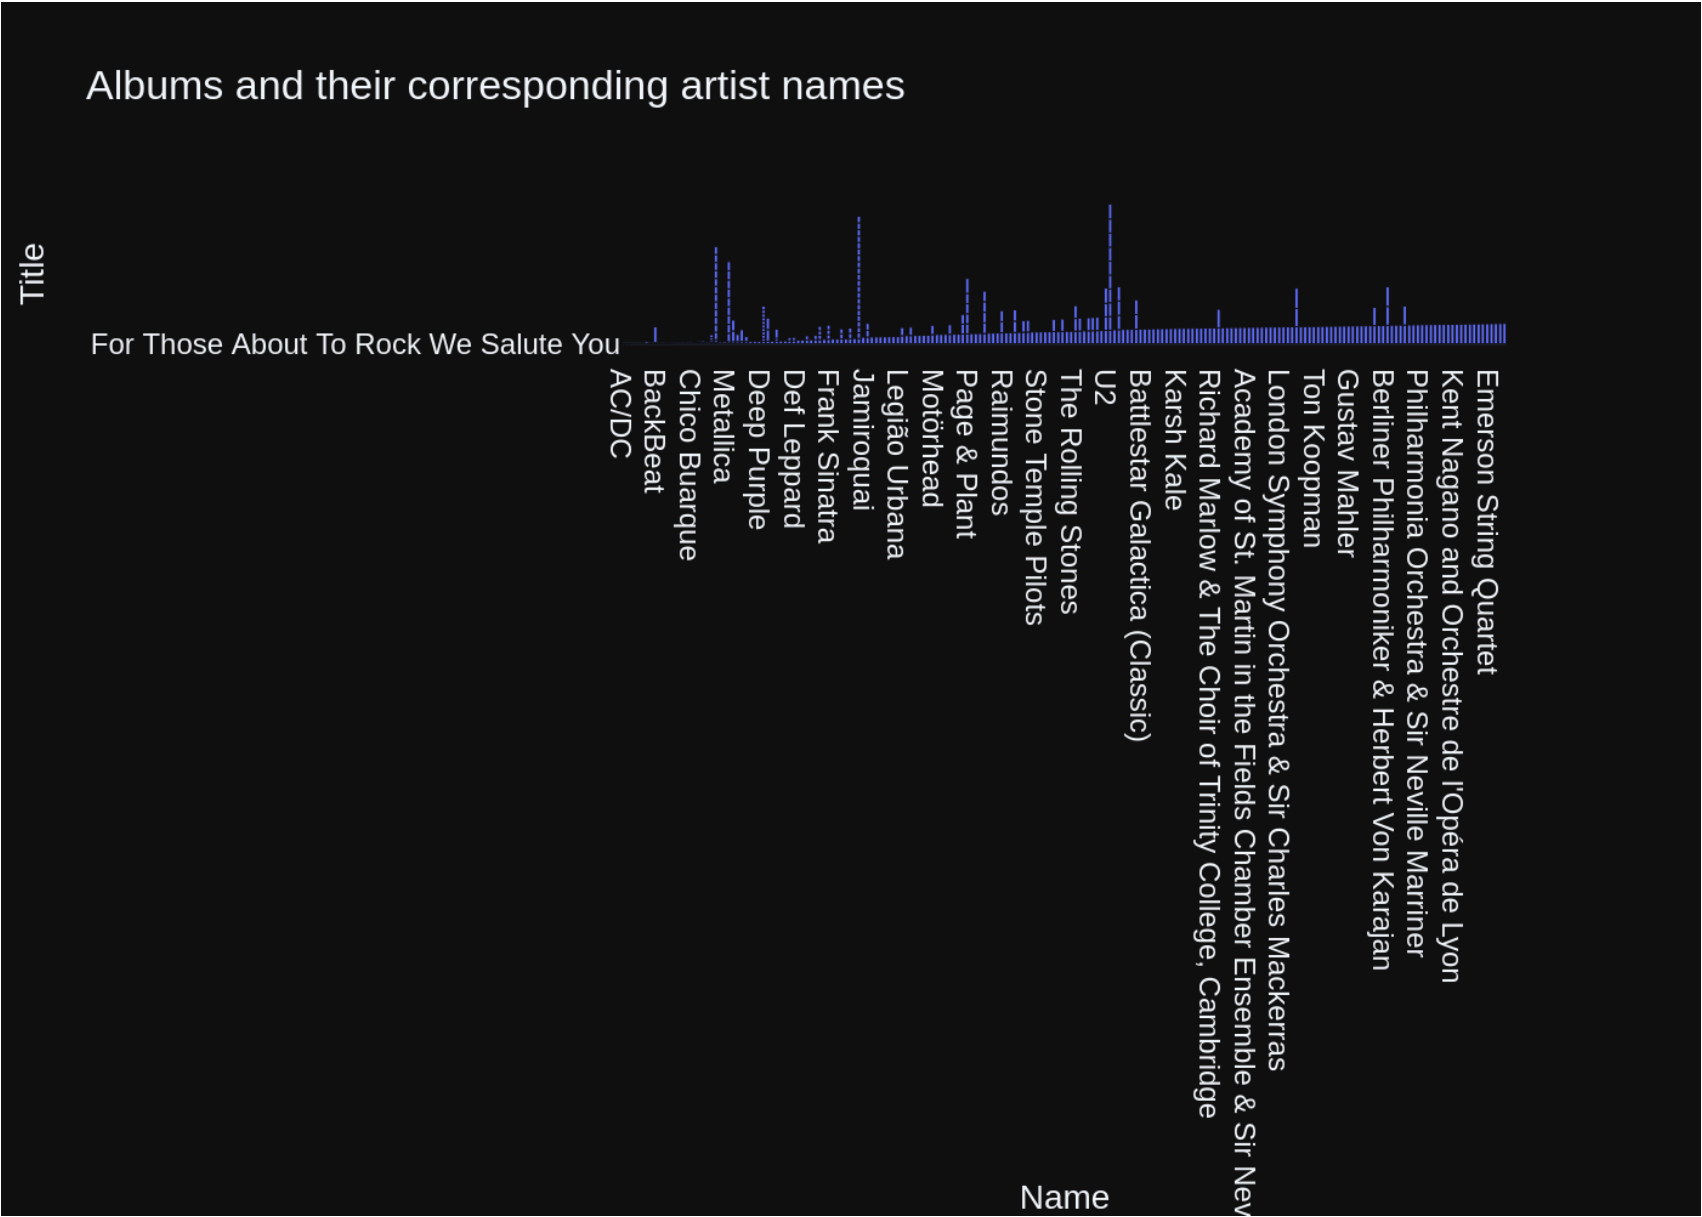 Albums and their corresponding artist names
Title
For Those About To Rock We Salute You
AC/DC
BackBeat
Chico Buarque
Metallica
Deep Purple
Def Leppard
Frank Sinatra
Jamiroquai
Legião Urbana
Motörhead
Page & Plant
Raimundos
Stone Temple Pilots
The Rolling Stones
U2
Battlestar Galactica (Classic)
Karsh Kale
Richard Marlow & The Choir of Trinity College, Cambridge
Academy of St. Martin in the Fields Chamber Ensemble & Sir Nev
London Symphony Orchestra & Sir Charles Mackerras
Ton Koopman
Gustav Mahler
Berliner Philharmoniker & Herbert Von Karajan
Philharmonia Orchestra & Sir Neville Marriner
Kent Nagano and Orchestre de l'Opéra de Lyon
Emerson String Quartet
Name